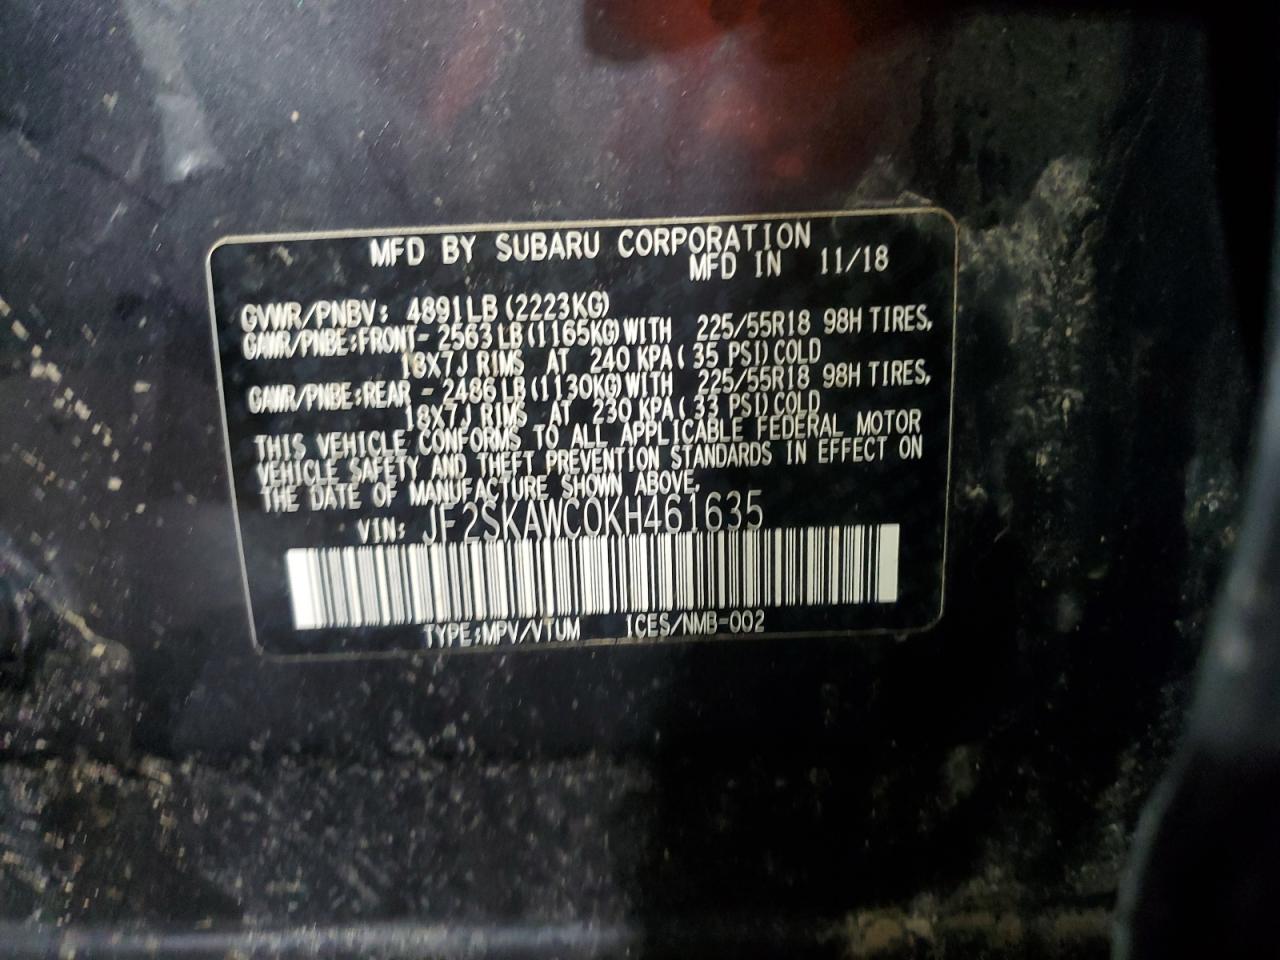 MFD BY SUBARU CORPORATION
MFD IN 11/18
GVWR/PNBV: 4891LB (2223KG)
GAWR/PNBE:FRONT- 2563 LB (1165KG) WITH 225/55R18 98H TIRES,
18X7J RIMS AT 240 KPA ( 35 PSI) COLD
GAWR/PNBE:REAR - 2486 LB (1130KG) WITH 225/55R18 98H TIRES,
18X7J RIMS AT 230 KPA ( 33 PSI) COLD
THIS VEHICLE CONFORMS TO ALL APPLICABLE FEDERAL MOTOR
VEHICLE SAFETY AND THEFT PREVENTION STANDARDS IN EFFECT ON
THE DATE OF MANUFACTURE SHOWN ABOVE.
VIN: JF2SKAWC0KH461635
TYPE:MPV/VTUM ICES/NMB-002